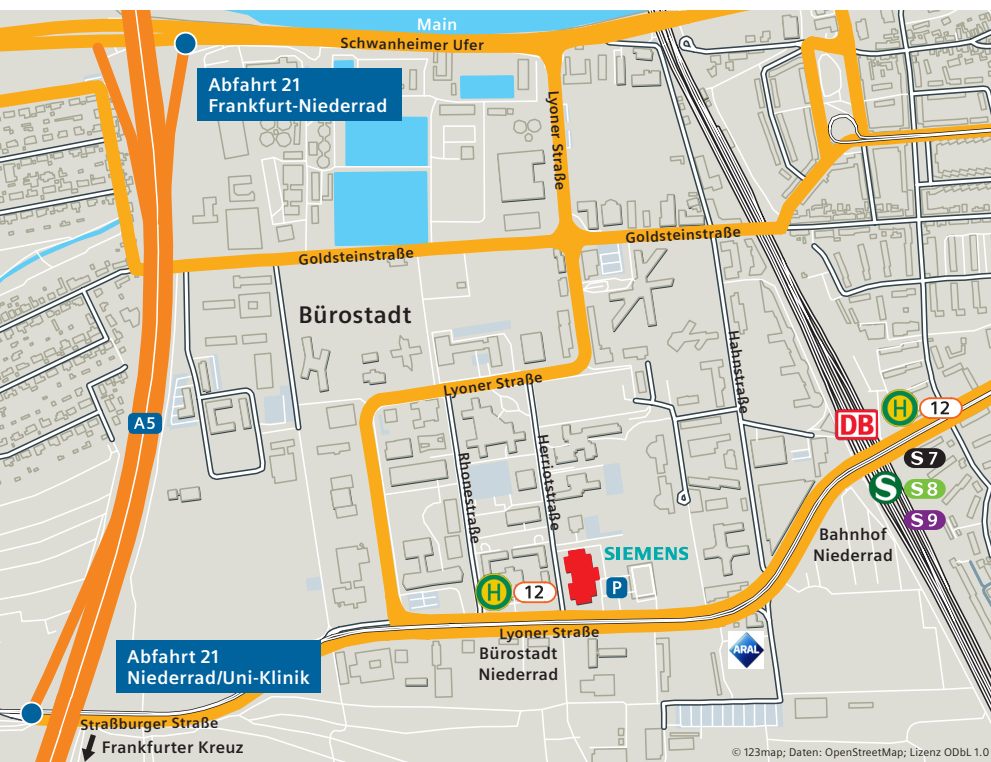 Main
Schwanheimer Ufer
Abfahrt 21
Frankfurt-Niederrad
Lyoner Straße
Goldsteinstraße
Goldsteinstraße
Bürostadt
Hahnstraße
Lyoner Straße
A5
DB
H
12
Rhonestraße
Herriotstraße
S7
S
S8
S9
Bahnhof
Niederrad
SIEMENS
H
12
P
Lyoner Straße
Bürostadt
Niederrad
ARAL
Abfahrt 21
Niederrad/Uni-Klinik
Straßburger Straße
Frankfurter Kreuz
© 123map; Daten: OpenStreetMap; Lizenz ODbL 1.0